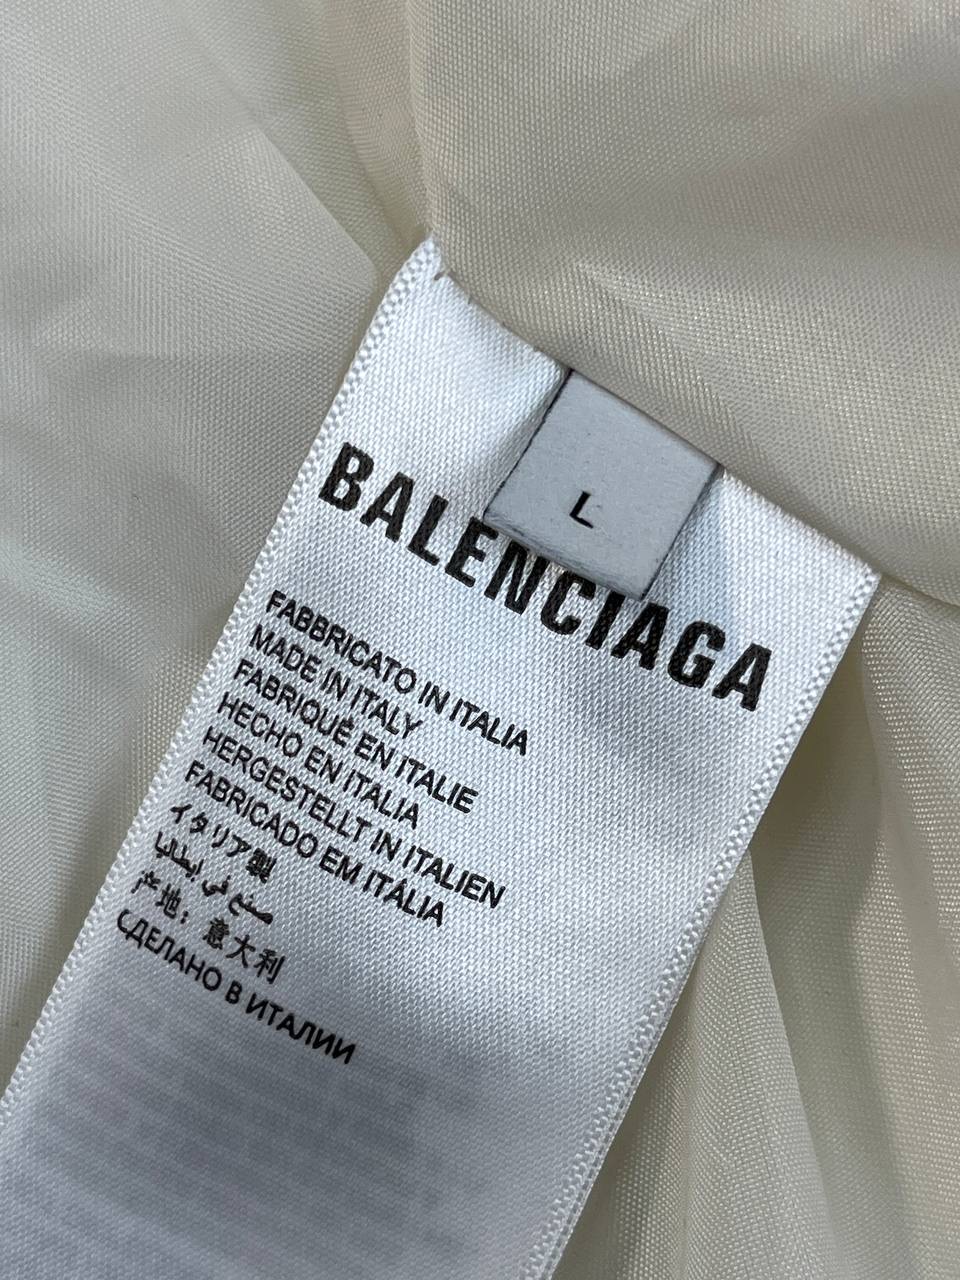 L
BALENCIAGA
FABBRICATO IN ITALIA
MADE IN ITALY
FABRIQUÉ EN ITALIE
HECHO EN ITALIA
HERGESTELLT IN ITALIEN
FABRICADO EM ITÁLIA
イタリア製
صنع في إيطاليا
产地：意大利
СДЕЛАНО В ИТАЛИИ